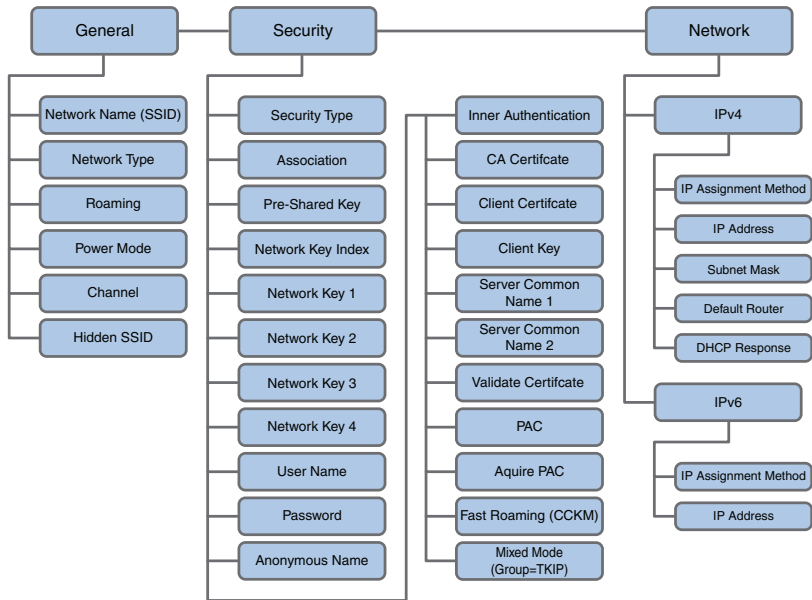 General
Security
Network
Network Name (SSID)
Network Type
Roaming
Power Mode
Channel
Hidden SSID
Security Type
Association
Pre-Shared Key
Network Key Index
Network Key 1
Network Key 2
Network Key 3
Network Key 4
User Name
Password
Anonymous Name
Inner Authentication
CA Certifcate
Client Certifcate
Client Key
Server Common
Name 1
Server Common
Name 2
Validate Certifcate
PAC
Aquire PAC
Fast Roaming (CCKM)
Mixed Mode
(Group=TKIP)
IPv4
IP Assignment Method
IP Address
Subnet Mask
Default Router
DHCP Response
IPv6
IP Assignment Method
IP Address